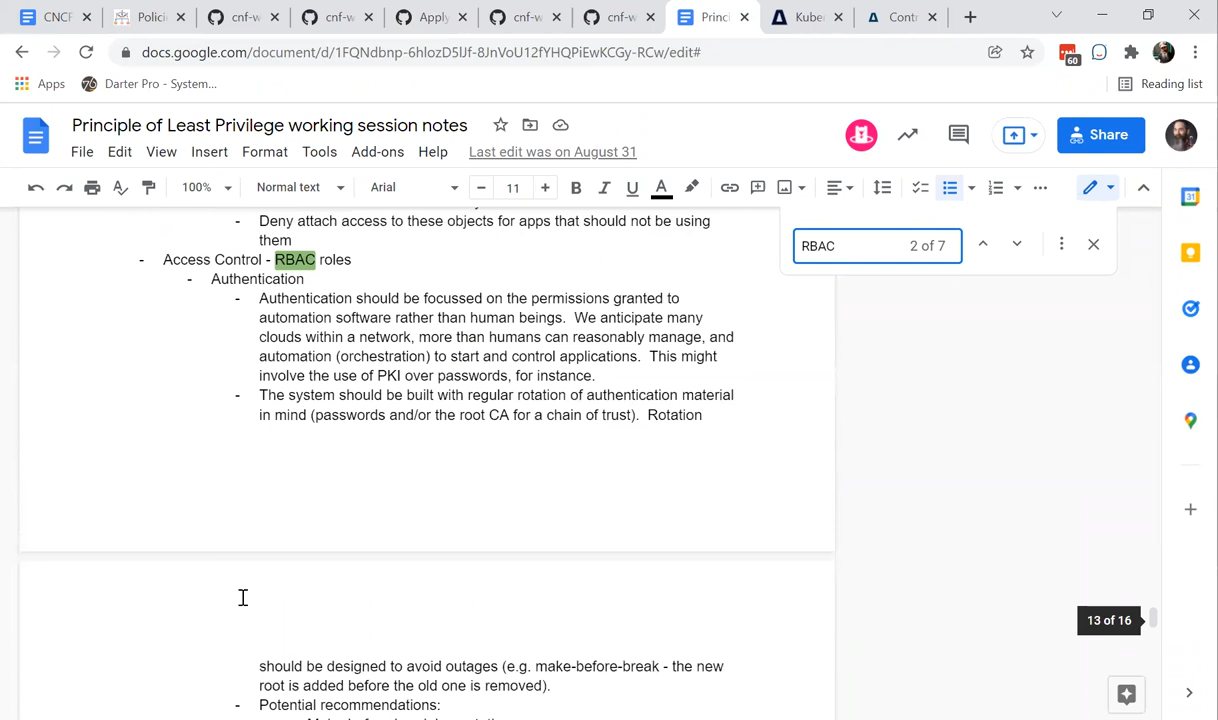 CNCF
Polici
cnf-w
cnf-w
Apply
cnf-w
cnf-w
Princi
Kube
Contr
docs.google.com/document/d/1FQNdbnp-6hlozD5lJf-8JnVoU12fYHQPiEwKCGy-RCw/edit#
60
Apps
Darter Pro - System...
Reading list
Principle of Least Privilege working session notes
File Edit View Insert Format Tools Add-ons Help Last edit was on August 31
Share
100% Normal text Arial 11 B I U A
31
Deny attach access to these objects for apps that should not be using
them
RBAC 2 of 7
- Access Control - RBAC roles
- Authentication
- Authentication should be focussed on the permissions granted to
automation software rather than human beings. We anticipate many
clouds within a network, more than humans can reasonably manage, and
automation (orchestration) to start and control applications. This might
involve the use of PKI over passwords, for instance.
- The system should be built with regular rotation of authentication material
in mind (passwords and/or the root CA for a chain of trust). Rotation
13 of 16
should be designed to avoid outages (e.g. make-before-break - the new
root is added before the old one is removed).
- Potential recommendations: